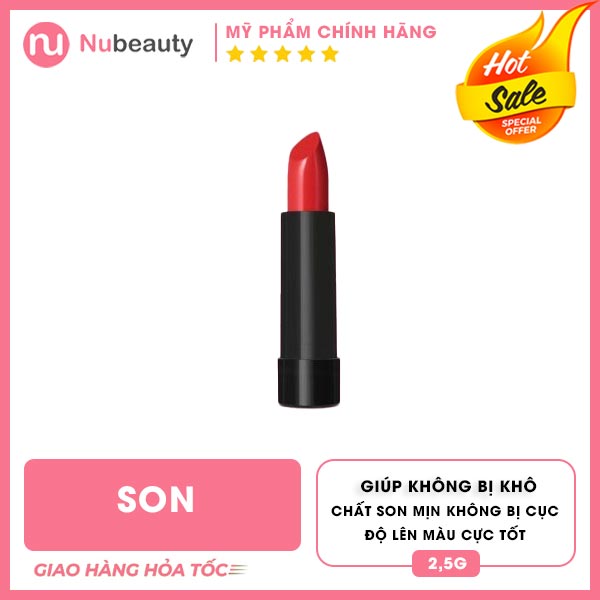 nu Nubeauty
MỸ PHẨM CHÍNH HÃNG
Hot
Sale
SPECIAL
OFFER
SON
GIAO HÀNG HỎA TỐC
GIÚP KHÔNG BỊ KHÔ
CHẤT SON MỊN KHÔNG BỊ CỤC
ĐỘ LÊN MÀU CỰC TỐT
2,5G